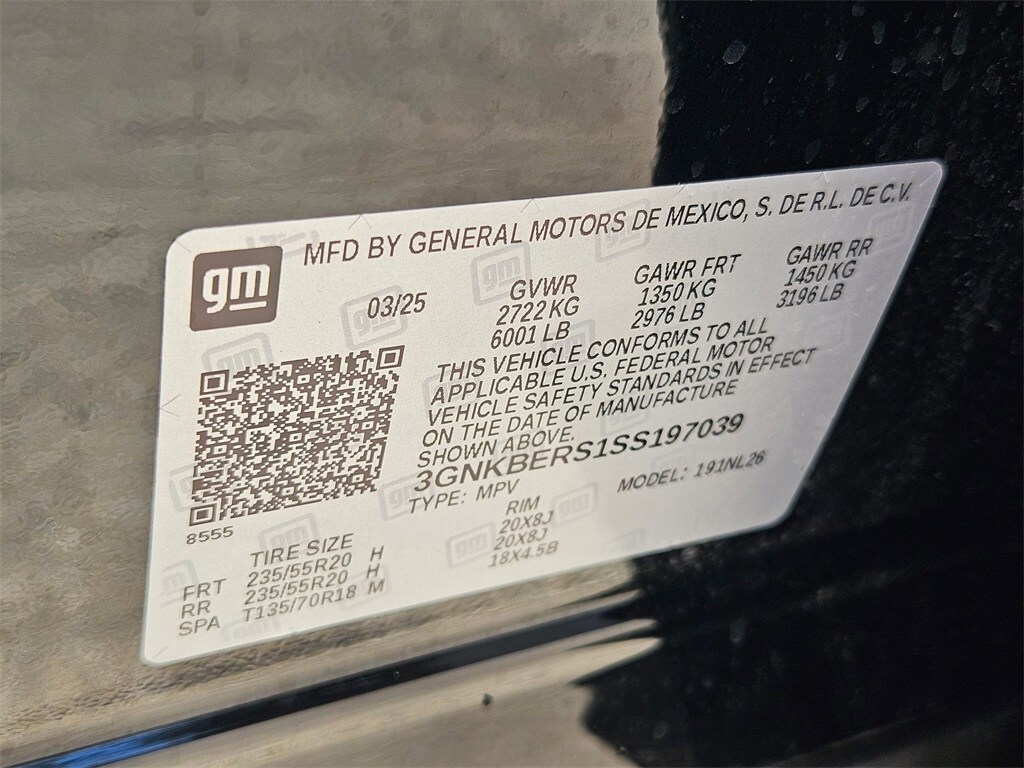 gm
MFD BY GENERAL MOTORS DE MEXICO, S. DE R.L. DE C.V.
03/25 GVWR GAWR FRT GAWR RR
2722 KG 1350 KG 1450 KG
6001 LB 2976 LB 3196 LB
THIS VEHICLE CONFORMS TO ALL
APPLICABLE U.S. FEDERAL MOTOR
VEHICLE SAFETY STANDARDS IN EFFECT
ON THE DATE OF MANUFACTURE
SHOWN ABOVE.
3GNKBERS1SS197039
TYPE: MPV MODEL: 191NL26
8555
TIRE SIZE RIM
FRT 235/55R20 H 20X8J
RR 235/55R20 H 20X8J
SPA T135/70R18 M 18X4.5B